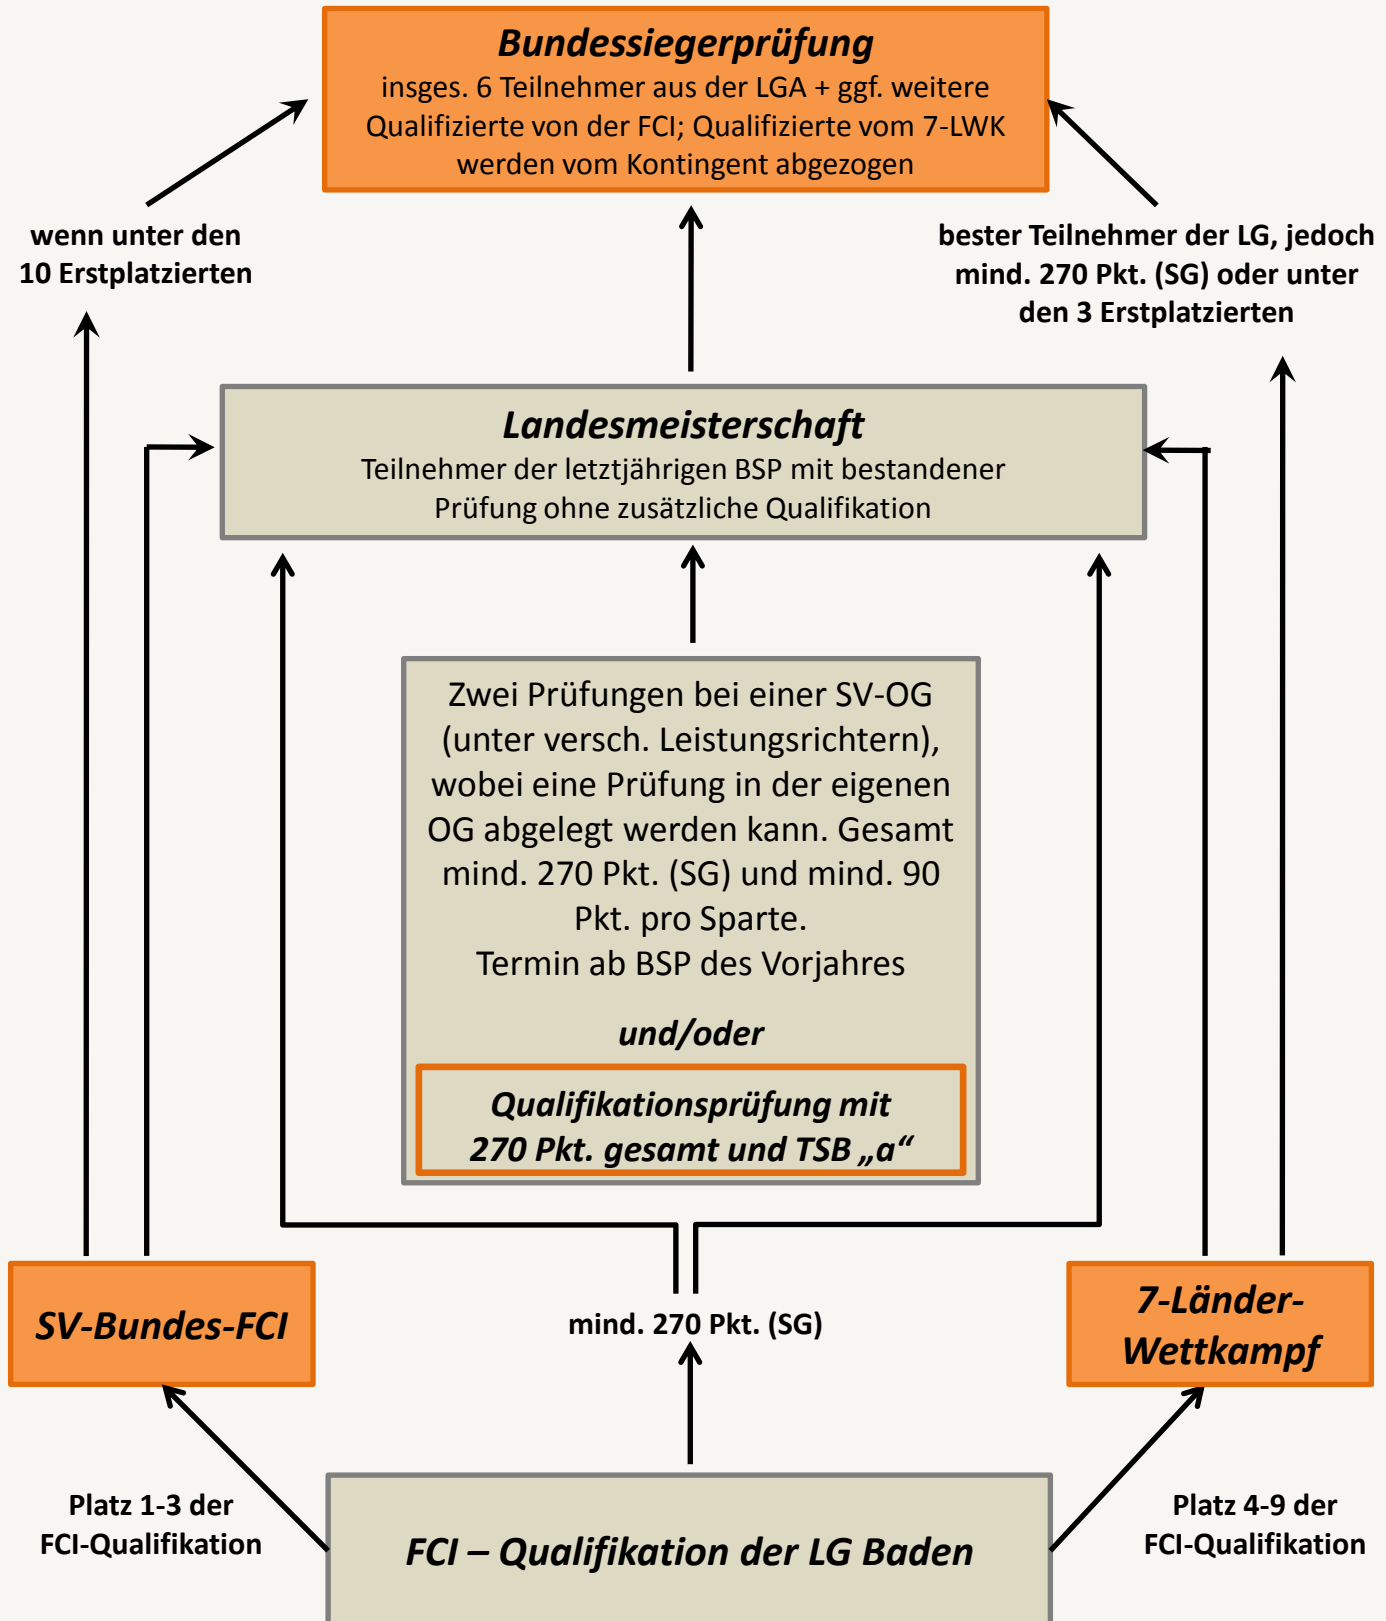 Bundessiegerprüfung
insges. 6 Teilnehmer aus der LGA + ggf. weitere
Qualifizierte von der FCI; Qualifizierte vom 7-LWK
werden vom Kontingent abgezogen
wenn unter den
10 Erstplatzierten
bester Teilnehmer der LG, jedoch
mind. 270 Pkt. (SG) oder unter
den 3 Erstplatzierten
Landesmeisterschaft
Teilnehmer der letztjährigen BSP mit bestandener
Prüfung ohne zusätzliche Qualifikation
Zwei Prüfungen bei einer SV-OG
(unter versch. Leistungsrichtern),
wobei eine Prüfung in der eigenen
OG abgelegt werden kann. Gesamt
mind. 270 Pkt. (SG) und mind. 90
Pkt. pro Sparte.
Termin ab BSP des Vorjahres
und/oder
Qualifikationsprüfung mit
270 Pkt. gesamt und TSB „a“
SV-Bundes-FCI
mind. 270 Pkt. (SG)
7-Länder-
Wettkampf
Platz 1-3 der
FCI-Qualifikation
Platz 4-9 der
FCI-Qualifikation
FCI – Qualifikation der LG Baden